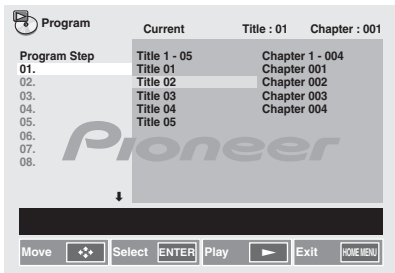 Program Current Title : 01 Chapter : 001
Program Step Title 1 - 05 Chapter 1 - 004
01. Title 01 Chapter 001
02. Title 02 Chapter 002
03. Title 03 Chapter 003
04. Title 04 Chapter 004
05. Title 05
06.
07.
08.
Pioneer
Move Select ENTER Play Exit HOME MENU